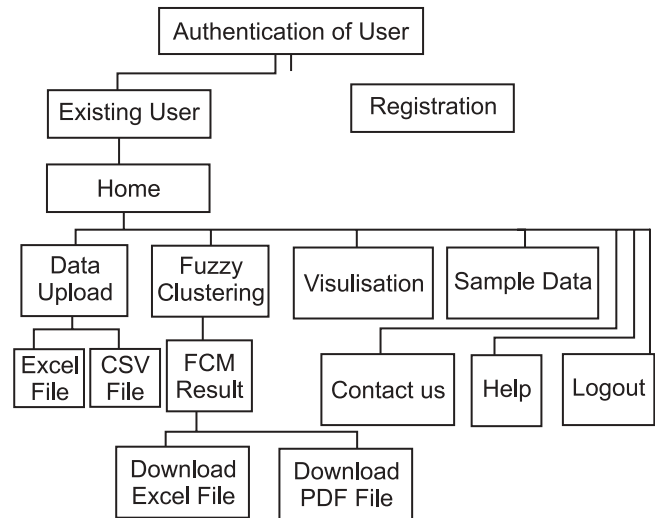 Authentication of User
Existing User
Registration
Home
Data
Upload
Fuzzy
Clustering
Visulisation
Sample Data
Excel
File
CSV
File
FCM
Result
Contact us
Help
Logout
Download
Excel File
Download
PDF File